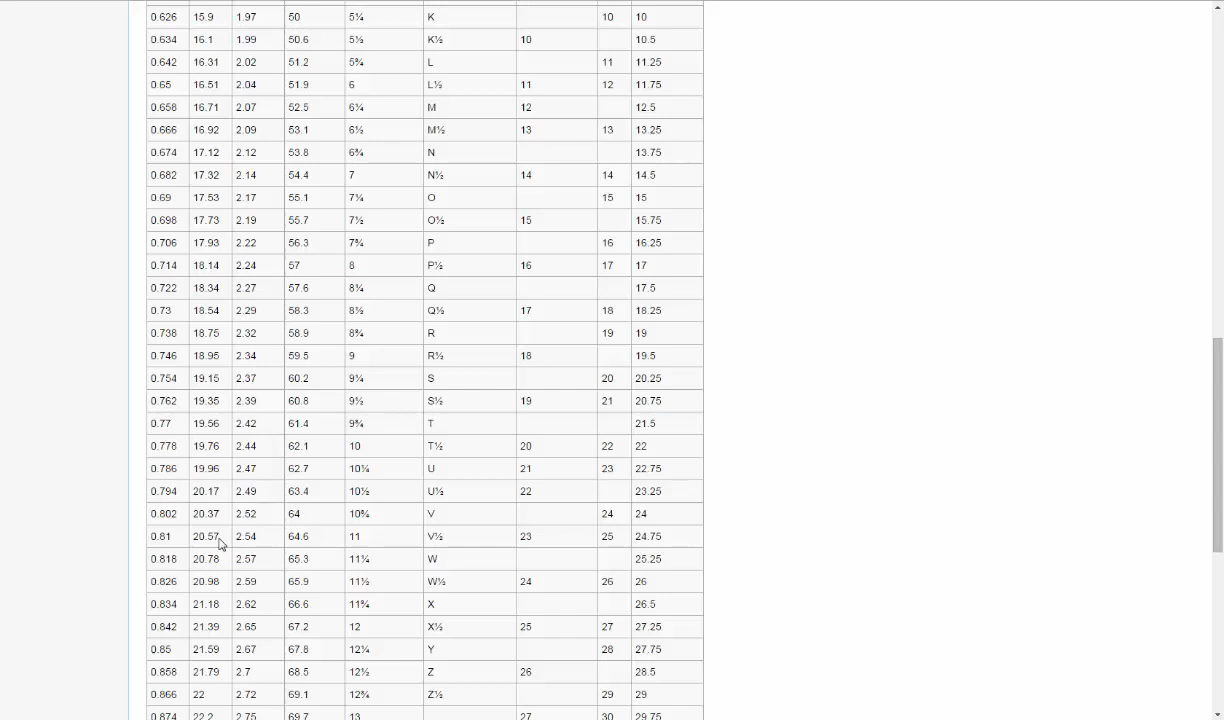 0.626 15.9 1.97 50 5¼ K 10 10
0.634 16.1 1.99 50.6 5½ K½ 10 10.5
0.642 16.31 2.02 51.2 5¾ L 11 11.25
0.65 16.51 2.04 51.9 6 L½ 11 12 11.75
0.658 16.71 2.07 52.5 6¼ M 12 12.5
0.666 16.92 2.09 53.1 6½ M½ 13 13 13.25
0.674 17.12 2.12 53.8 6¾ N 13.75
0.682 17.32 2.14 54.4 7 N½ 14 14 14.5
0.69 17.53 2.17 55.1 7¼ O 15 15
0.698 17.73 2.19 55.7 7½ O½ 15 15.75
0.706 17.93 2.22 56.3 7¾ P 16 16.25
0.714 18.14 2.24 57 8 P½ 16 17 17
0.722 18.34 2.27 57.6 8¼ Q 17.5
0.73 18.54 2.29 58.3 8½ Q½ 17 18 18.25
0.738 18.75 2.32 58.9 8¾ R 19 19
0.746 18.95 2.34 59.5 9 R½ 18 19.5
0.754 19.15 2.37 60.2 9¼ S 20 20.25
0.762 19.35 2.39 60.8 9½ S½ 19 21 20.75
0.77 19.56 2.42 61.4 9¾ T 21.5
0.778 19.76 2.44 62.1 10 T½ 20 22 22
0.786 19.96 2.47 62.7 10¼ U 21 23 22.75
0.794 20.17 2.49 63.4 10½ U½ 22 23.25
0.802 20.37 2.52 64 10¾ V 24 24
0.81 20.57 2.54 64.6 11 V½ 23 25 24.75
0.818 20.78 2.57 65.3 11¼ W 25.25
0.826 20.98 2.59 65.9 11½ W½ 24 26 26
0.834 21.18 2.62 66.6 11¾ X 26.5
0.842 21.39 2.65 67.2 12 X½ 25 27 27.25
0.85 21.59 2.67 67.8 12¼ Y 28 27.75
0.858 21.79 2.7 68.5 12½ Z 26 28.5
0.866 22 2.72 69.1 12¾ Z½ 29 29
0.874 22.2 2.75 69.7 13 27 30 29.75